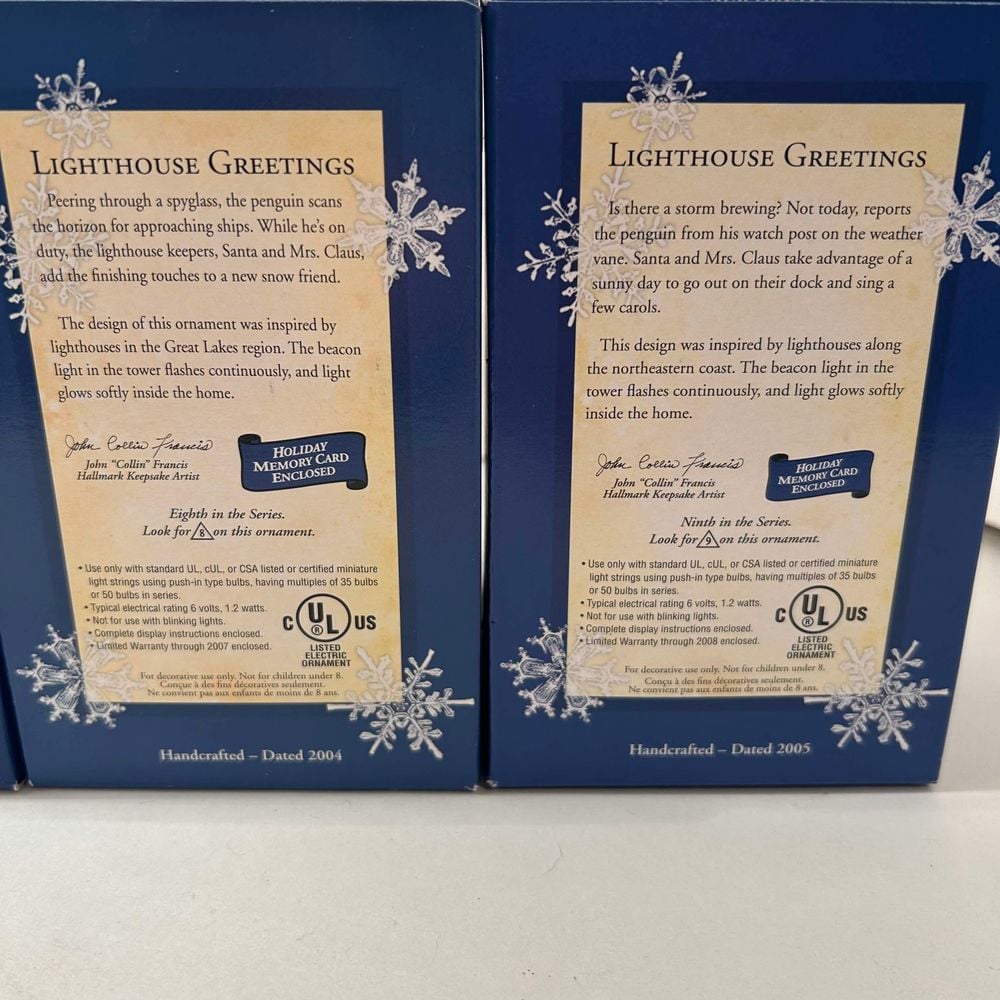 LIGHTHOUSE GREETINGS
Peering through a spyglass, the penguin scans
the horizon for approaching ships. While he's on
duty, the lighthouse keepers, Santa and Mrs. Claus,
add the finishing touches to a new snow friend.
The design of this ornament was inspired by
lighthouses in the Great Lakes region. The beacon
light in the tower flashes continuously, and light
glows softly inside the home.
John Collin Francis
John "Collin" Francis
Hallmark Keepsake Artist
HOLIDAY
MEMORY CARD
ENCLOSED
Eighth in the Series.
Look for 8 on this ornament.
• Use only with standard UL, cUL, or CSA listed or certified miniature
light strings using push-in type bulbs, having multiples of 35 bulbs
or 50 bulbs in series.
• Typical electrical rating 6 volts, 1.2 watts.
• Not for use with blinking lights.
• Complete display instructions enclosed.
• Limited Warranty through 2007 enclosed.
C UL ® US
LISTED
ELECTRIC
ORNAMENT
For decorative use only. Not for children under 8.
Conçue à des fins décoratives seulement.
Ne convient pas aux enfants de moins de 8 ans.
Handcrafted – Dated 2004
LIGHTHOUSE GREETINGS
Is there a storm brewing? Not today, reports
the penguin from his watch post on the weather
vane. Santa and Mrs. Claus take advantage of a
sunny day to go out on their dock and sing a
few carols.
This design was inspired by lighthouses along
the northeastern coast. The beacon light in the
tower flashes continuously, and light glows softly
inside the home.
John Collin Francis
John "Collin" Francis
Hallmark Keepsake Artist
HOLIDAY
MEMORY CARD
ENCLOSED
Ninth in the Series.
Look for 9 on this ornament.
• Use only with standard UL, cUL, or CSA listed or certified miniature
light strings using push-in type bulbs, having multiples of 35 bulbs
or 50 bulbs in series.
• Typical electrical rating 6 volts, 1.2 watts.
• Not for use with blinking lights.
• Complete display instructions enclosed.
• Limited Warranty through 2008 enclosed.
C UL ® US
LISTED
ELECTRIC
ORNAMENT
For decorative use only. Not for children under 8.
Conçu à des fins décoratives seulement.
Ne convient pas aux enfants de moins de 8 ans.
Handcrafted – Dated 2005